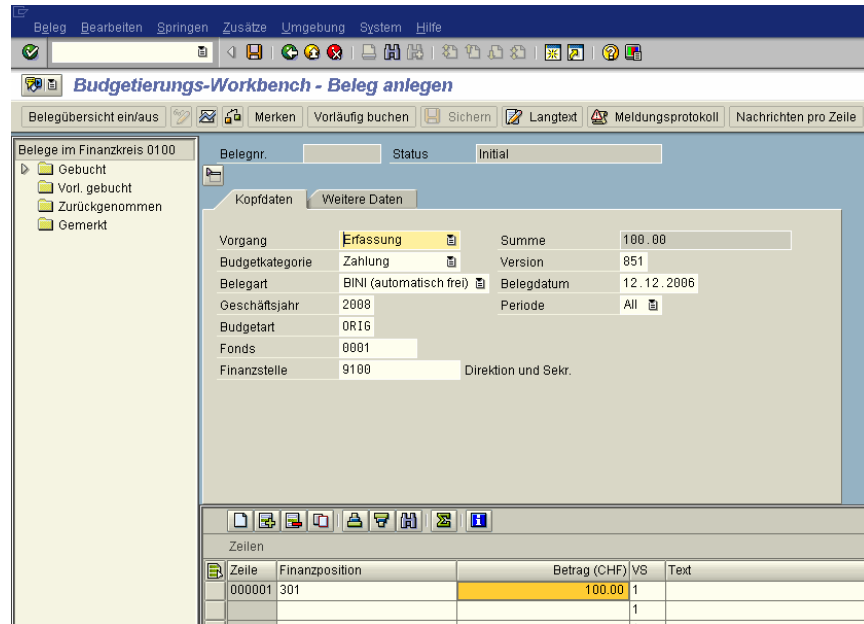 Beleg Bearbeiten Springen Zusätze Umgebung System Hilfe
Budgetierungs-Workbench - Beleg anlegen
Belegübersicht ein/aus Merken Vorläufig buchen Sichern Langtext Meldungsprotokoll Nachrichten pro Zeile
Belege im Finanzkreis 0100
Gebucht
Vorl. gebucht
Zurückgenommen
Gemerkt
Belegnr. Status Initial
Kopfdaten Weitere Daten
Vorgang Erfassung Summe 100.00
Budgetkategorie Zahlung Version 851
Belegart BINI (automatisch frei) Belegdatum 12.12.2006
Geschäftsjahr 2008 Periode All
Budgetart ORIG
Fonds 0001
Finanzstelle 9100 Direktion und Sekr.
Zeilen
Zeile Finanzposition Betrag (CHF) VS Text
000001 301 100.00 1
1